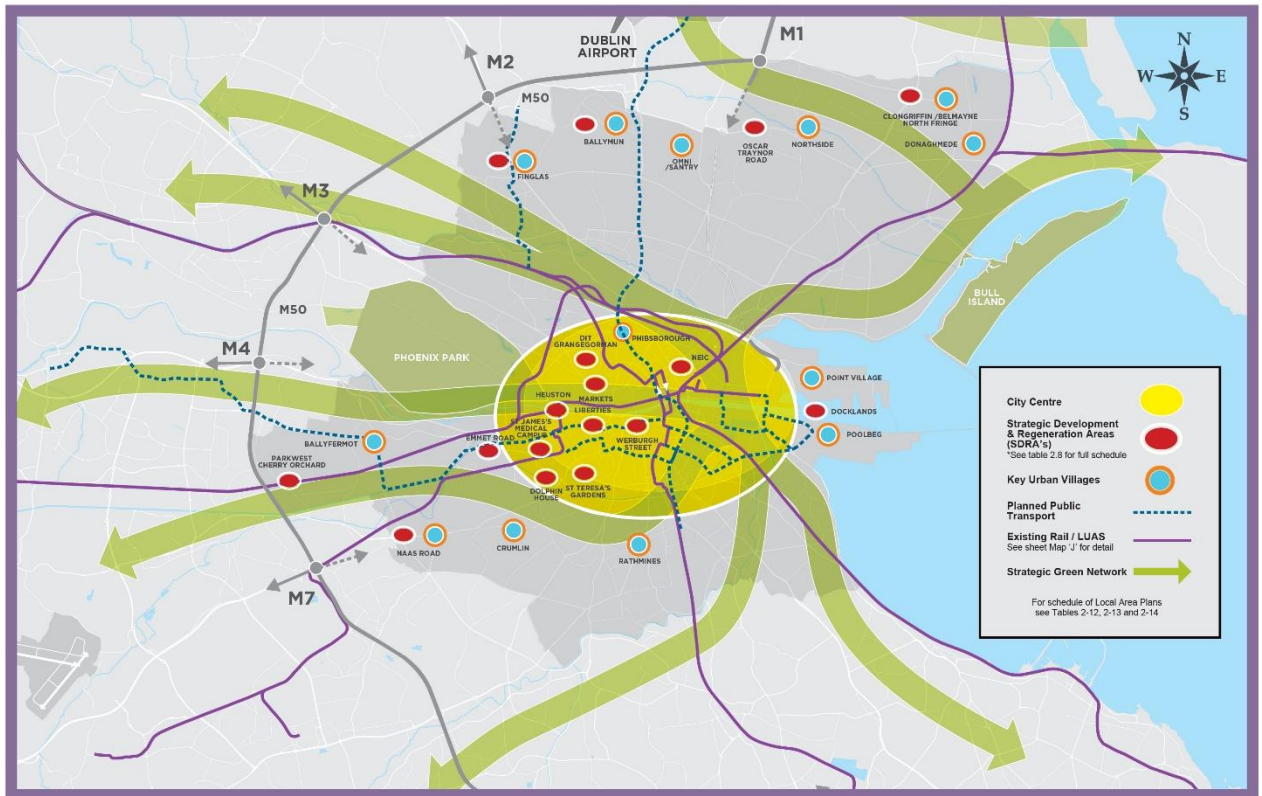 DUBLIN
AIRPORT
M1
M2
M50
N
W
E
S
CLONGRIFFIN /BELMAYNE
NORTH FRINGE
BALLYMUN
OMNI
/SANTRY
OSCAR
TRAYNOR
ROAD
NORTHSIDE
DONAGHMEDE
FINGLAS
M3
BULL
ISLAND
M50
PHOENIX PARK
DIT
GRANGEGORMAN
PHIBSBOROUGH
NEIC
M4
MARKETS
HEUSTON
LIBERTIES
ST JAMES'S
MEDICAL
CAMPUS
WERBURGH
STREET
EMMET ROAD
POINT VILLAGE
DOCKLANDS
POOLBEG
BALLYFERMOT
PARKWEST
CHERRY ORCHARD
DOLPHIN
HOUSE
ST TERESA'S
GARDENS
NAAS ROAD
CRUMLIN
RATHMINES
M7
City Centre
Strategic Development
& Regeneration Areas
(SDRA's)
*See table 2.8 for full schedule
Key Urban Villages
Planned Public
Transport
Existing Rail / LUAS
See sheet Map 'J' for detail
Strategic Green Network
For schedule of Local Area Plans
see Tables 2-12, 2-13 and 2-14